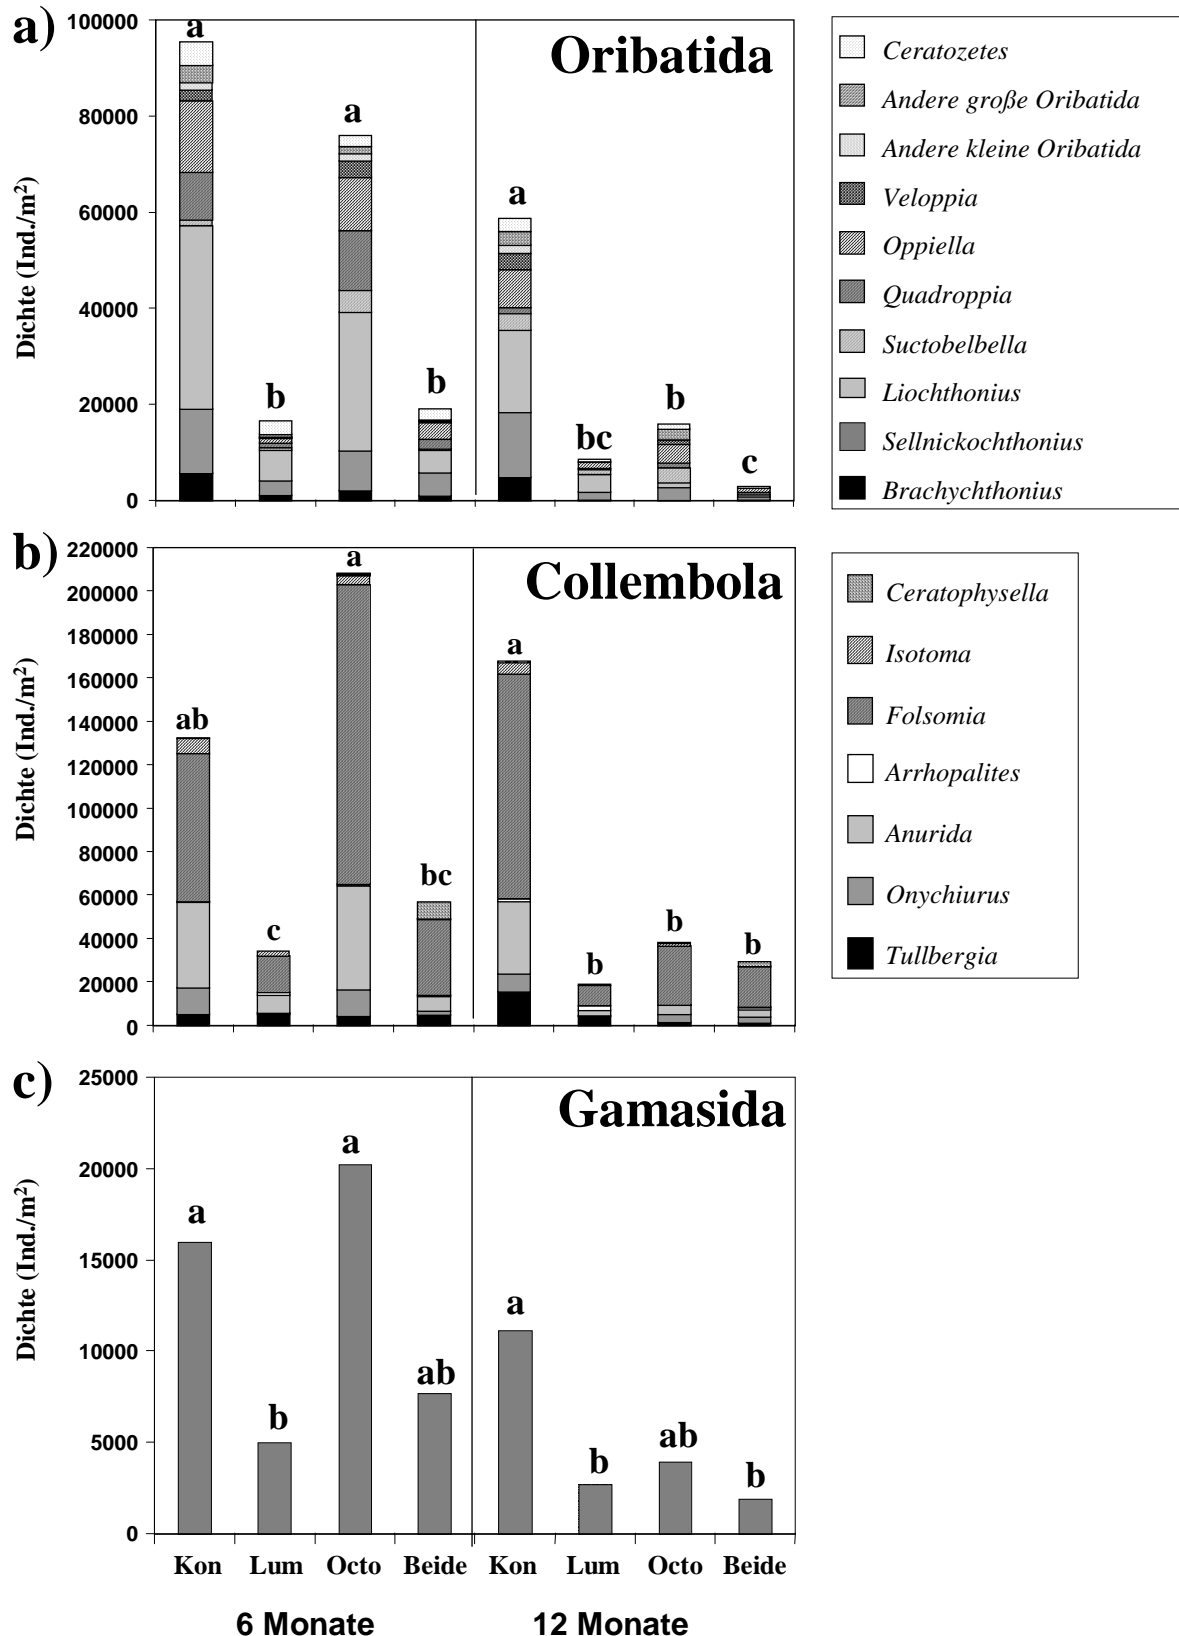 a)
Oribatida
Dichte (Ind./m²)
100000
80000
60000
40000
20000
0
a
b
a
b
a
bc
b
c
Ceratozetes
Andere große Oribatida
Andere kleine Oribatida
Veloppia
Oppiella
Quadroppia
Suctobelbella
Liochthonius
Sellnickochthonius
Brachychthonius
b)
Collembola
Dichte (Ind./m²)
220000
200000
180000
160000
140000
120000
100000
80000
60000
40000
20000
0
ab
c
a
bc
a
b
b
b
Ceratophysella
Isotoma
Folsomia
Arrhopalites
Anurida
Onychiurus
Tullbergia
c)
Gamasida
Dichte (Ind./m²)
25000
20000
15000
10000
5000
0
a
b
a
ab
a
b
ab
b
Kon Lum Octo Beide Kon Lum Octo Beide
6 Monate 12 Monate